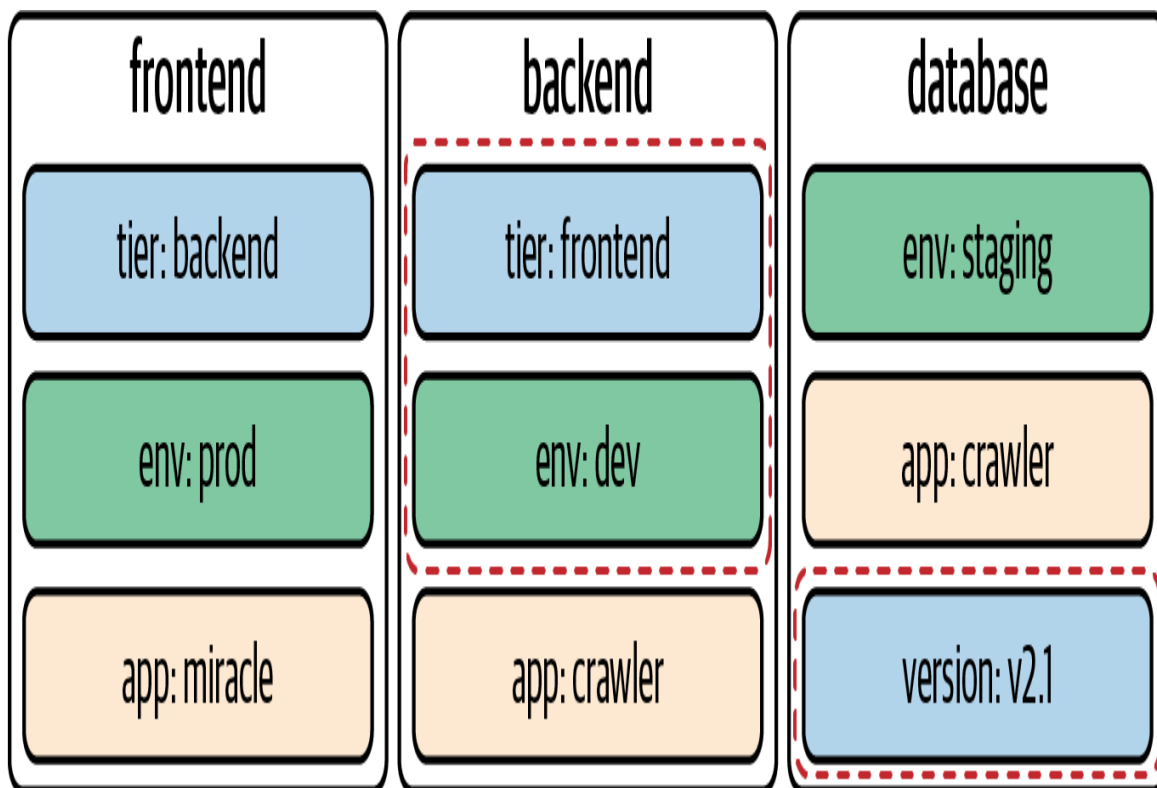 frontend
tier: backend
env: prod
app: miracle
backend
tier: frontend
env: dev
app: crawler
database
env: staging
app: crawler
version: v2.1